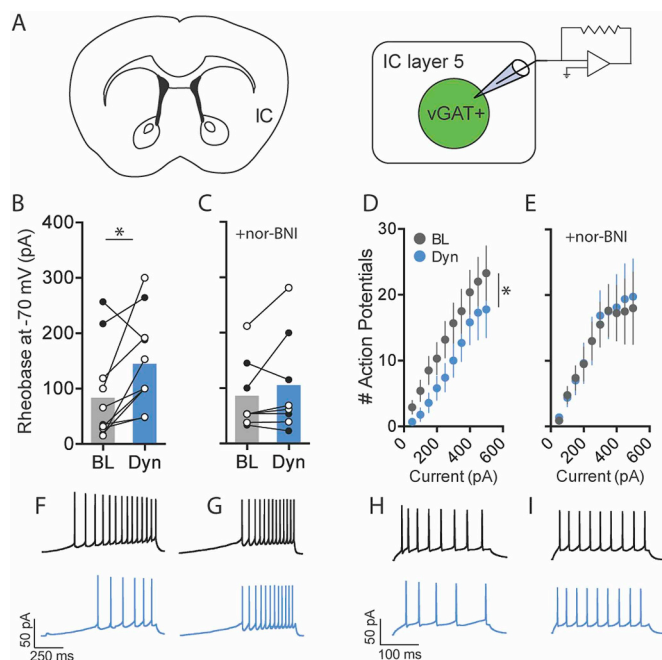 A
IC
IC layer 5
vGAT+
B
C
D
E
Rheobase at -70 mV (pA)
400
300
200
100
0
*
BL
Dyn
+nor-BNI
BL
Dyn
# Action Potentials
30
20
10
0
BL
Dyn
*
0
200
400
600
Current (pA)
+nor-BNI
0
200
400
600
Current (pA)
F
G
H
I
50 pA
250 ms
50 pA
100 ms